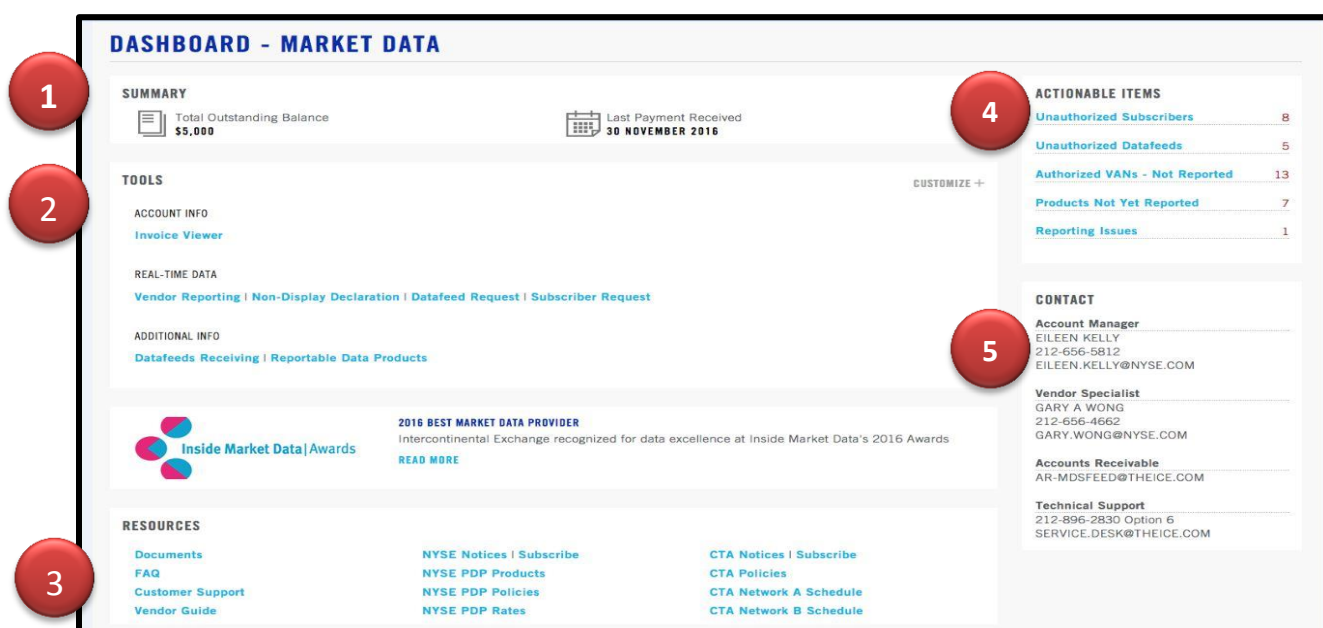 DASHBOARD - MARKET DATA
1
SUMMARY
Total Outstanding Balance
$5,000
Last Payment Received
30 NOVEMBER 2016
2
TOOLS
CUSTOMIZE +
ACCOUNT INFO
Invoice Viewer
REAL-TIME DATA
Vendor Reporting | Non-Display Declaration | Datafeed Request | Subscriber Request
ADDITIONAL INFO
Datafeeds Receiving | Reportable Data Products
Inside Market Data | Awards
2016 BEST MARKET DATA PROVIDER
Intercontinental Exchange recognized for data excellence at Inside Market Data's 2016 Awards
READ MORE
3
RESOURCES
Documents
FAQ
Customer Support
Vendor Guide
NYSE Notices | Subscribe
NYSE PDP Products
NYSE PDP Policies
NYSE PDP Rates
CTA Notices | Subscribe
CTA Policies
CTA Network A Schedule
CTA Network B Schedule
4
ACTIONABLE ITEMS
Unauthorized Subscribers 8
Unauthorized Datafeeds 5
Authorized VANs - Not Reported 13
Products Not Yet Reported 7
Reporting Issues 1
5
CONTACT
Account Manager
EILEEN KELLY
212-656-5812
EILEEN.KELLY@NYSE.COM
Vendor Specialist
GARY A WONG
212-656-4662
GARY.WONG@NYSE.COM
Accounts Receivable
AR-MDSFEED@THEICE.COM
Technical Support
212-896-2830 Option 6
SERVICE.DESK@THEICE.COM